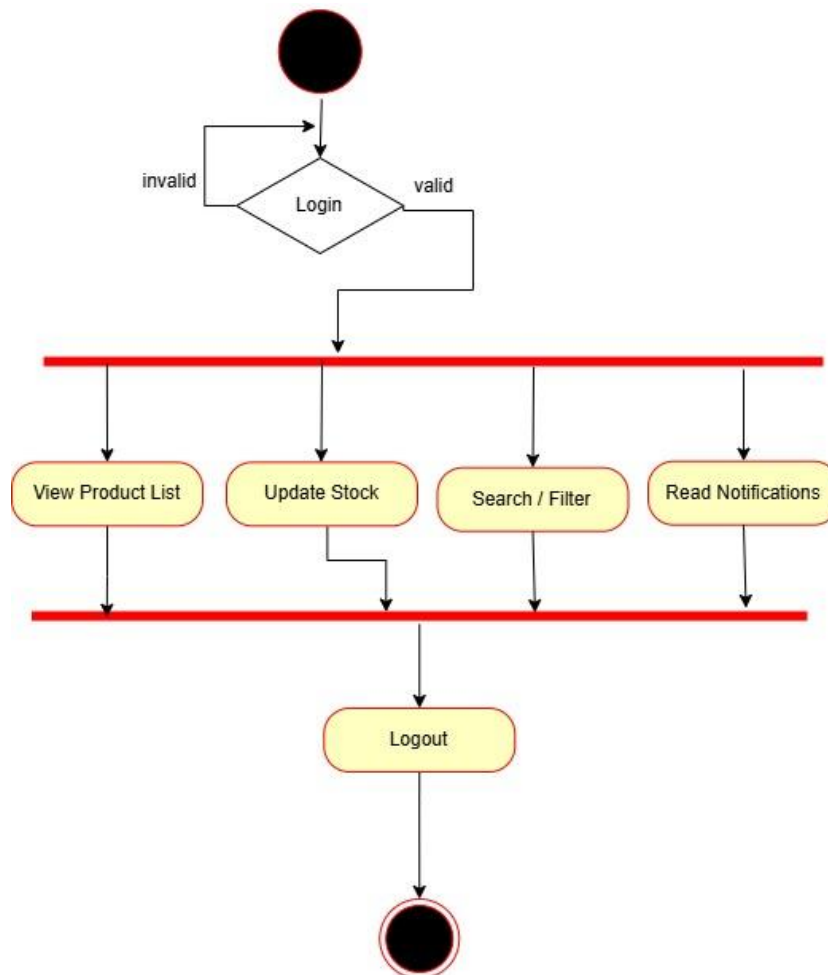 invalid
valid
Login
View Product List
Update Stock
Search / Filter
Read Notifications
Logout